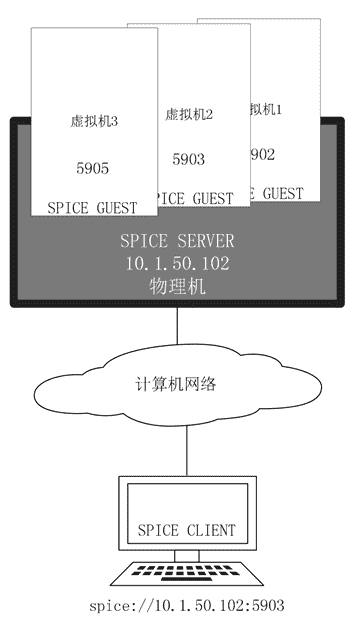 虚拟机3
虚拟机2
拟机1
5905
5903
902
SPICE GUEST
PICE GUEST
ICE GUEST
SPICE SERVER
10.1.50.102
物理机
计算机网络
SPICE CLIENT
spice://10.1.50.102:5903